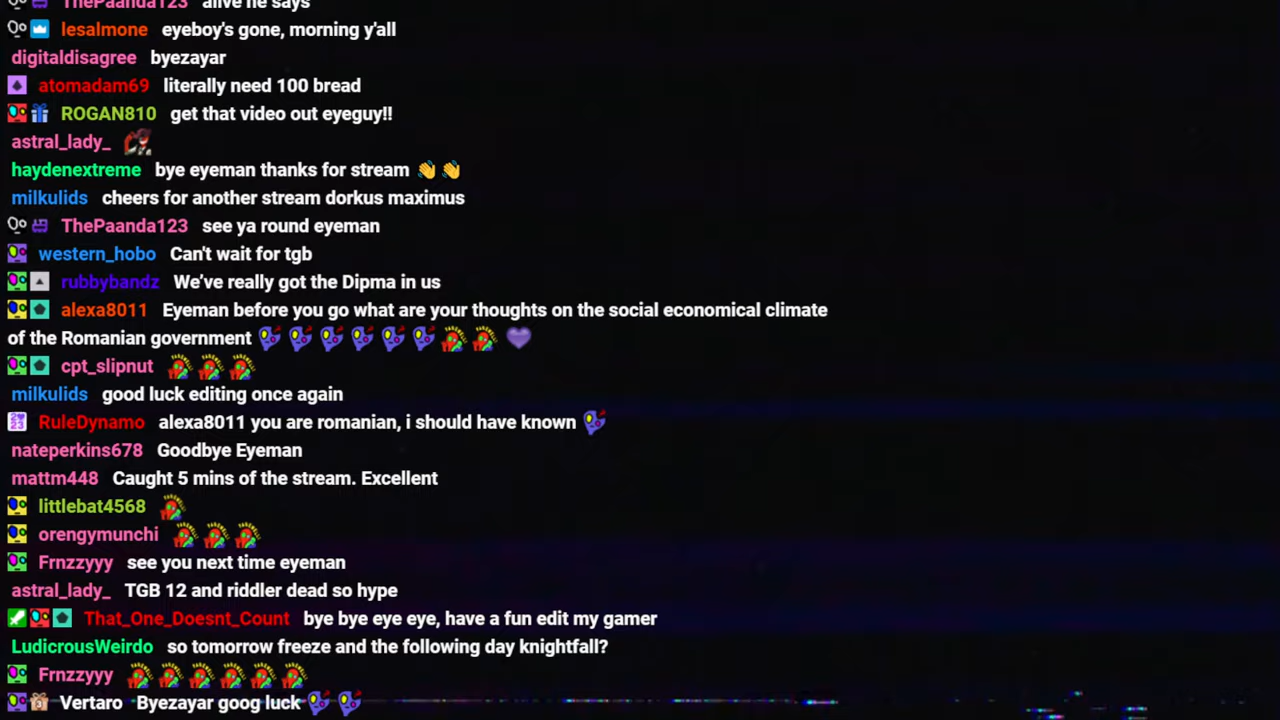 ThePaanda123 alive he says
lesalmone eyeboy's gone, morning y'all
digitaldisagree byezayar
atomadam69 literally need 100 bread
ROGAN810 get that video out eyeguy!!
astral_lady_
haydenextreme bye eyeman thanks for stream 👋 👋
milkulids cheers for another stream dorkus maximus
ThePaanda123 see ya round eyeman
western_hobo Can't wait for tgb
rubbybandz We've really got the Dipma in us
alexa8011 Eyeman before you go what are your thoughts on the social economical climate
of the Romanian government 💜
cpt_slipnut
milkulids good luck editing once again
RuleDynamo alexa8011 you are romanian, i should have known
nateperkins678 Goodbye Eyeman
mattm448 Caught 5 mins of the stream. Excellent
littlebat4568
orengymunchi
Frnzzyyy see you next time eyeman
astral_lady_ TGB 12 and riddler dead so hype
That_One_Doesnt_Count bye bye eye eye, have a fun edit my gamer
LudicrousWeirdo so tomorrow freeze and the following day knightfall?
Frnzzyyy
Vertaro Byezayar goog luck